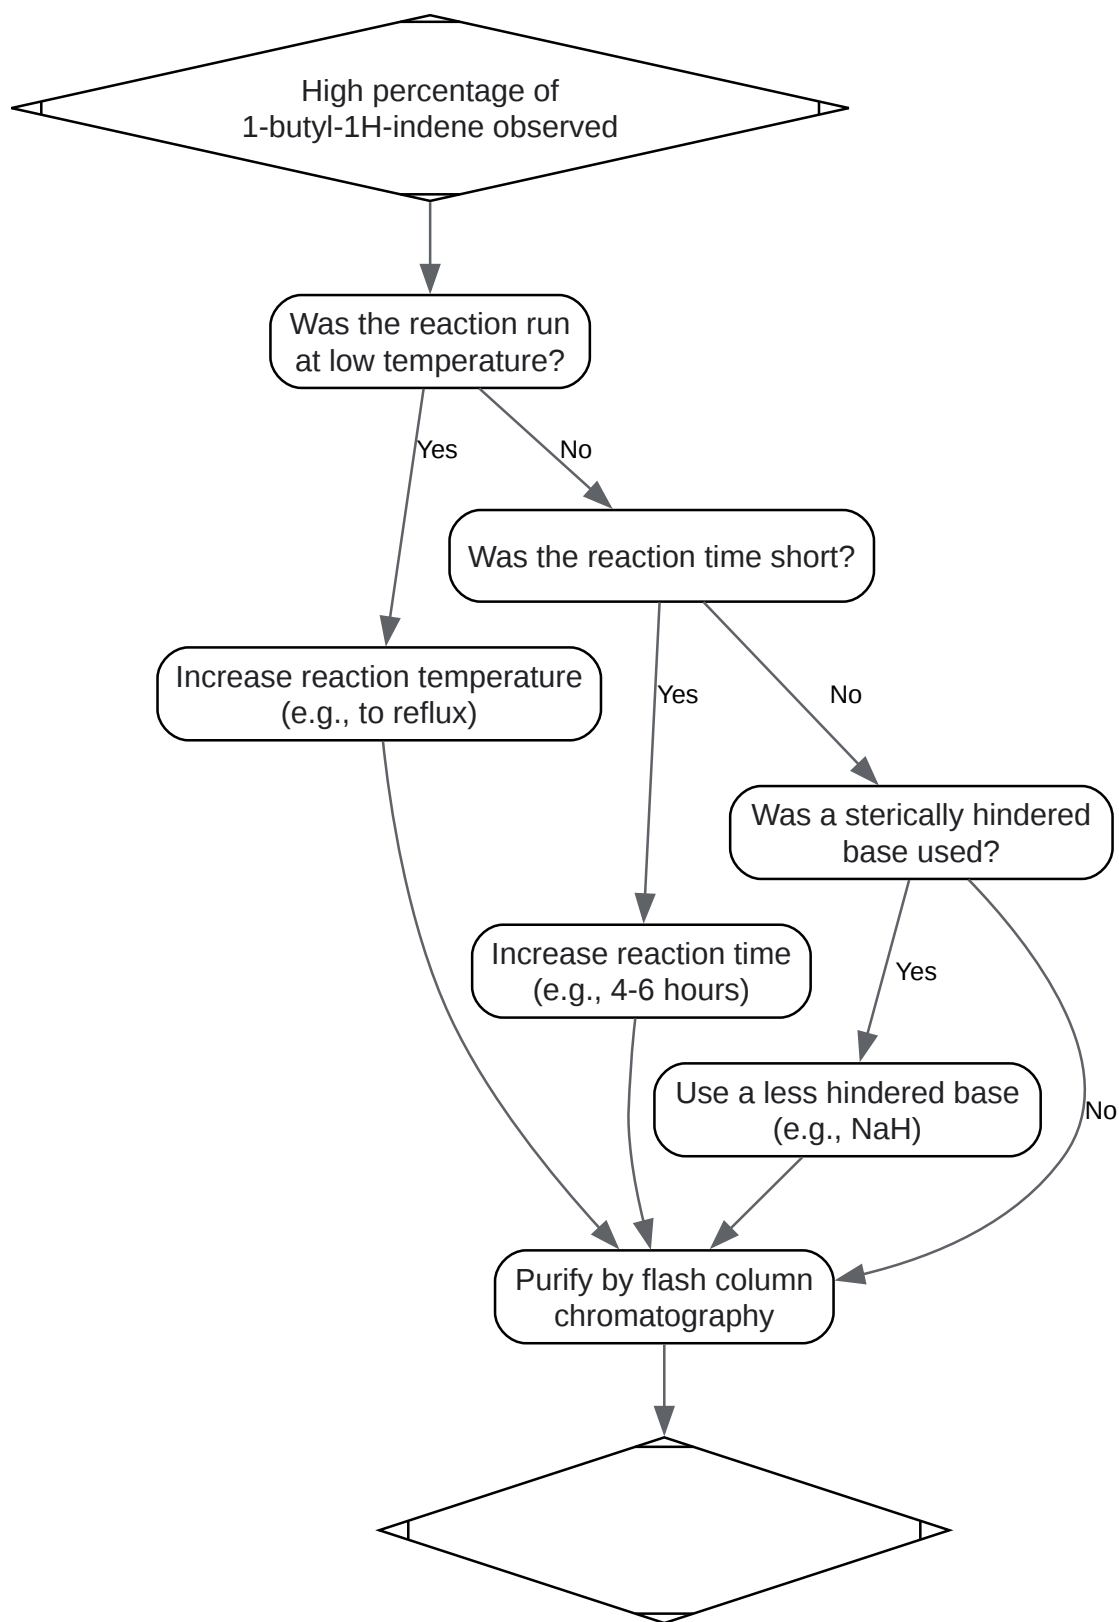 High percentage of
1-butyl-1H-indene observed
Was the reaction run
at low temperature?
Yes
No
Was the reaction time short?
Increase reaction temperature
(e.g., to reflux)
Yes
No
Was a sterically hindered
base used?
Increase reaction time
(e.g., 4-6 hours)
Yes
Use a less hindered base
(e.g., NaH)
No
Purify by flash column
chromatography